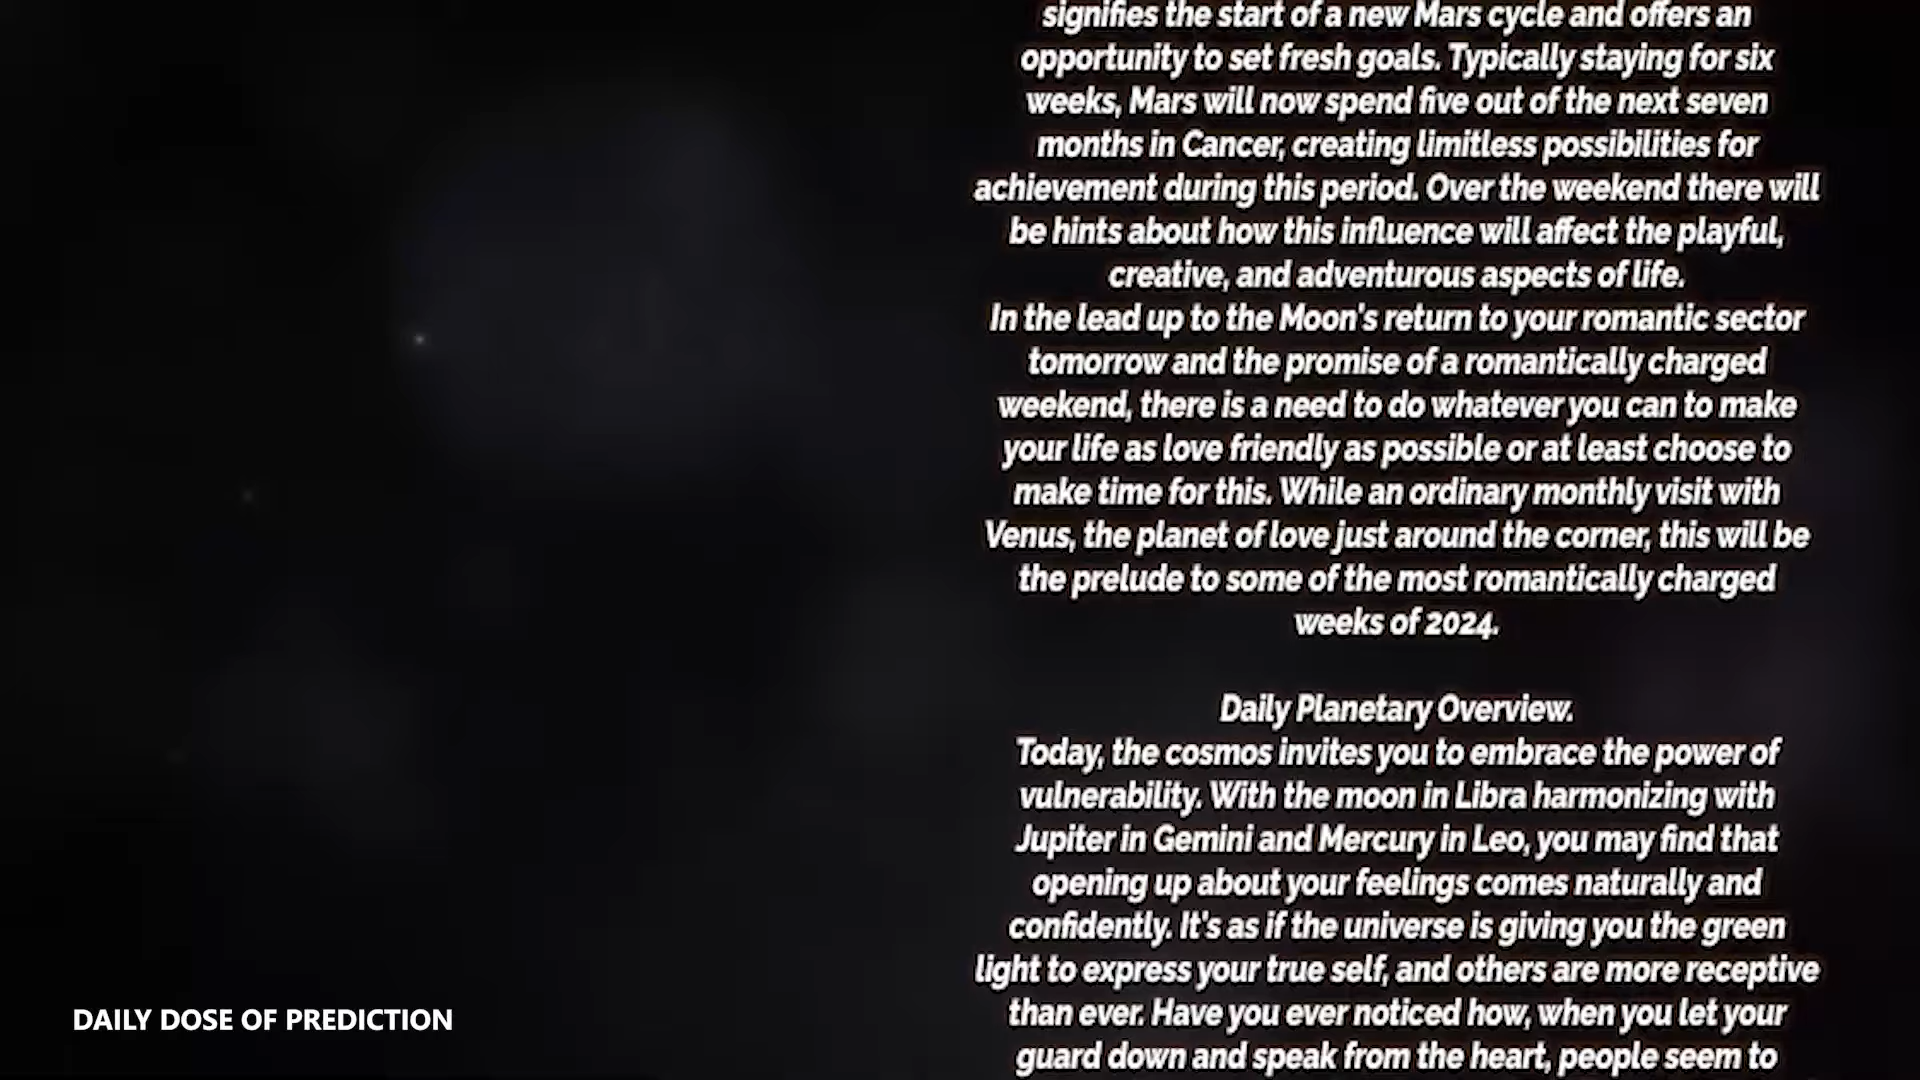 signifies the start of a new Mars cycle and offers an
opportunity to set fresh goals. Typically staying for six
weeks, Mars will now spend five out of the next seven
months in Cancer, creating limitless possibilities for
achievement during this period. Over the weekend there will
be hints about how this influence will affect the playful,
creative, and adventurous aspects of life.
In the lead up to the Moon's return to your romantic sector
tomorrow and the promise of a romantically charged
weekend, there is a need to do whatever you can to make
your life as love friendly as possible or at least choose to
make time for this. While an ordinary monthly visit with
Venus, the planet of love just around the corner, this will be
the prelude to some of the most romantically charged
weeks of 2024.
Daily Planetary Overview.
Today, the cosmos invites you to embrace the power of
vulnerability. With the moon in Libra harmonizing with
Jupiter in Gemini and Mercury in Leo, you may find that
opening up about your feelings comes naturally and
confidently. It's as if the universe is giving you the green
light to express your true self, and others are more receptive
than ever. Have you ever noticed how, when you let your
guard down and speak from the heart, people seem to
DAILY DOSE OF PREDICTION